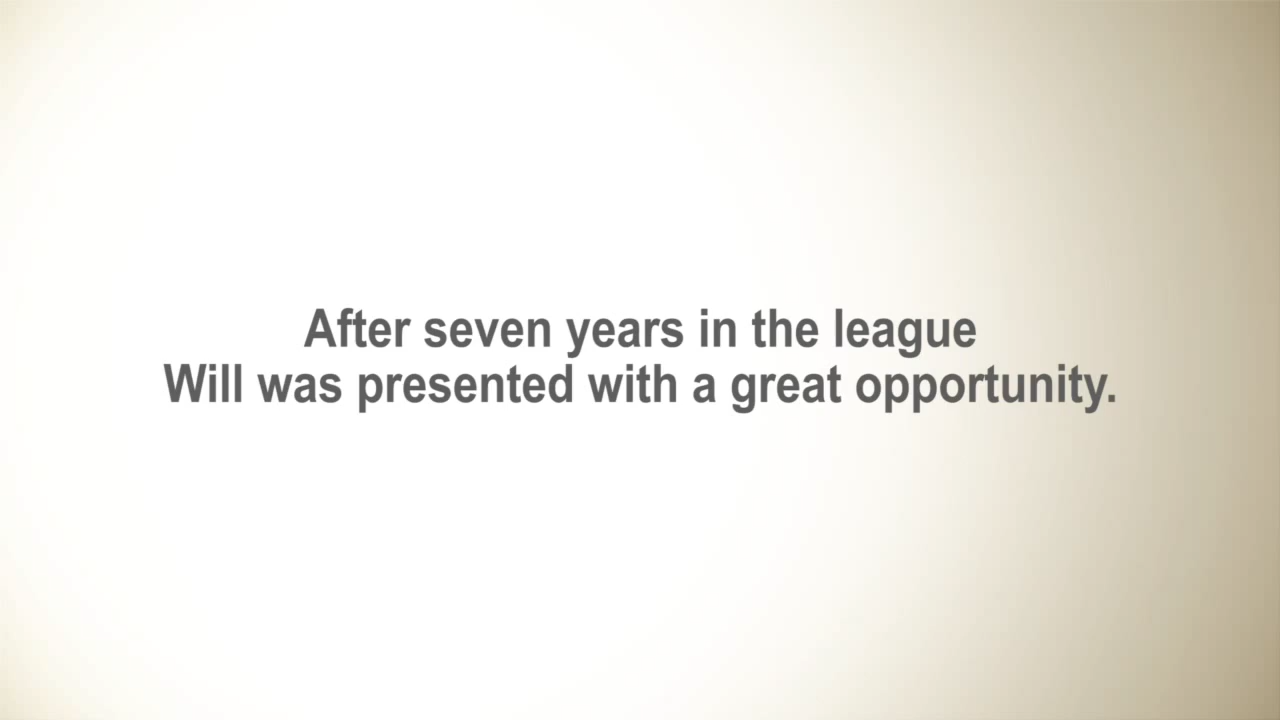 After seven years in the league
Will was presented with a great opportunity.